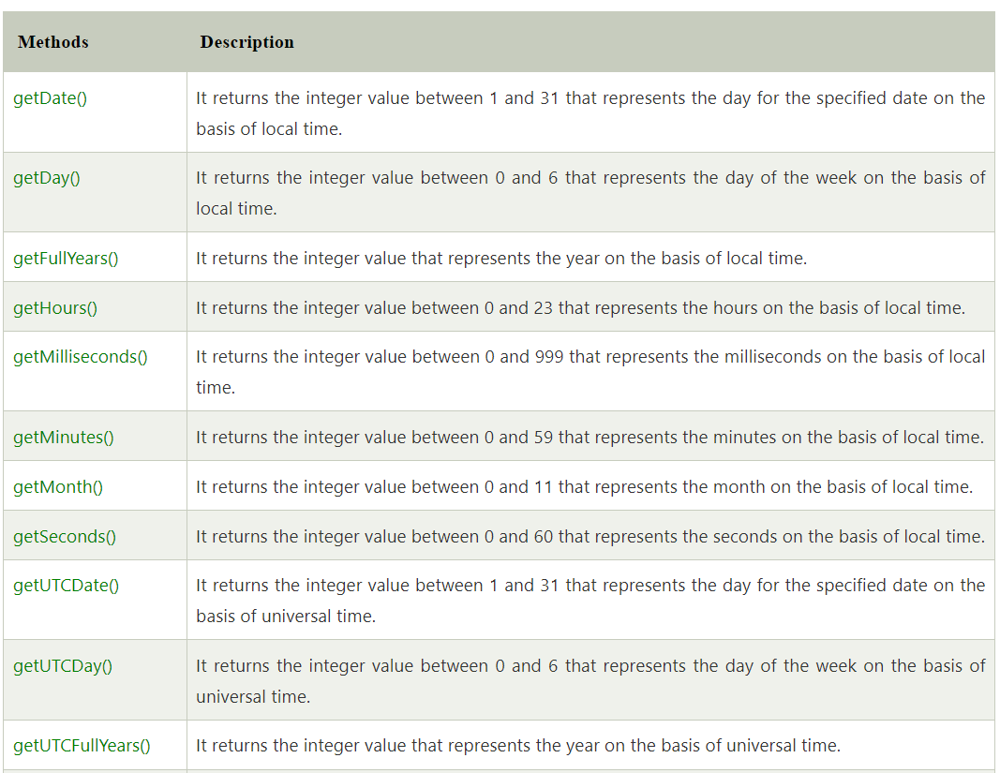 Methods Description
getDate() It returns the integer value between 1 and 31 that represents the day for the specified date on the
basis of local time.
getDay() It returns the integer value between 0 and 6 that represents the day of the week on the basis of
local time.
getFullYears() It returns the integer value that represents the year on the basis of local time.
getHours() It returns the integer value between 0 and 23 that represents the hours on the basis of local time.
getMilliseconds() It returns the integer value between 0 and 999 that represents the milliseconds on the basis of local
time.
getMinutes() It returns the integer value between 0 and 59 that represents the minutes on the basis of local time.
getMonth() It returns the integer value between 0 and 11 that represents the month on the basis of local time.
getSeconds() It returns the integer value between 0 and 60 that represents the seconds on the basis of local time.
getUTCDate() It returns the integer value between 1 and 31 that represents the day for the specified date on the
basis of universal time.
getUTCDay() It returns the integer value between 0 and 6 that represents the day of the week on the basis of
universal time.
getUTCFullYears() It returns the integer value that represents the year on the basis of universal time.